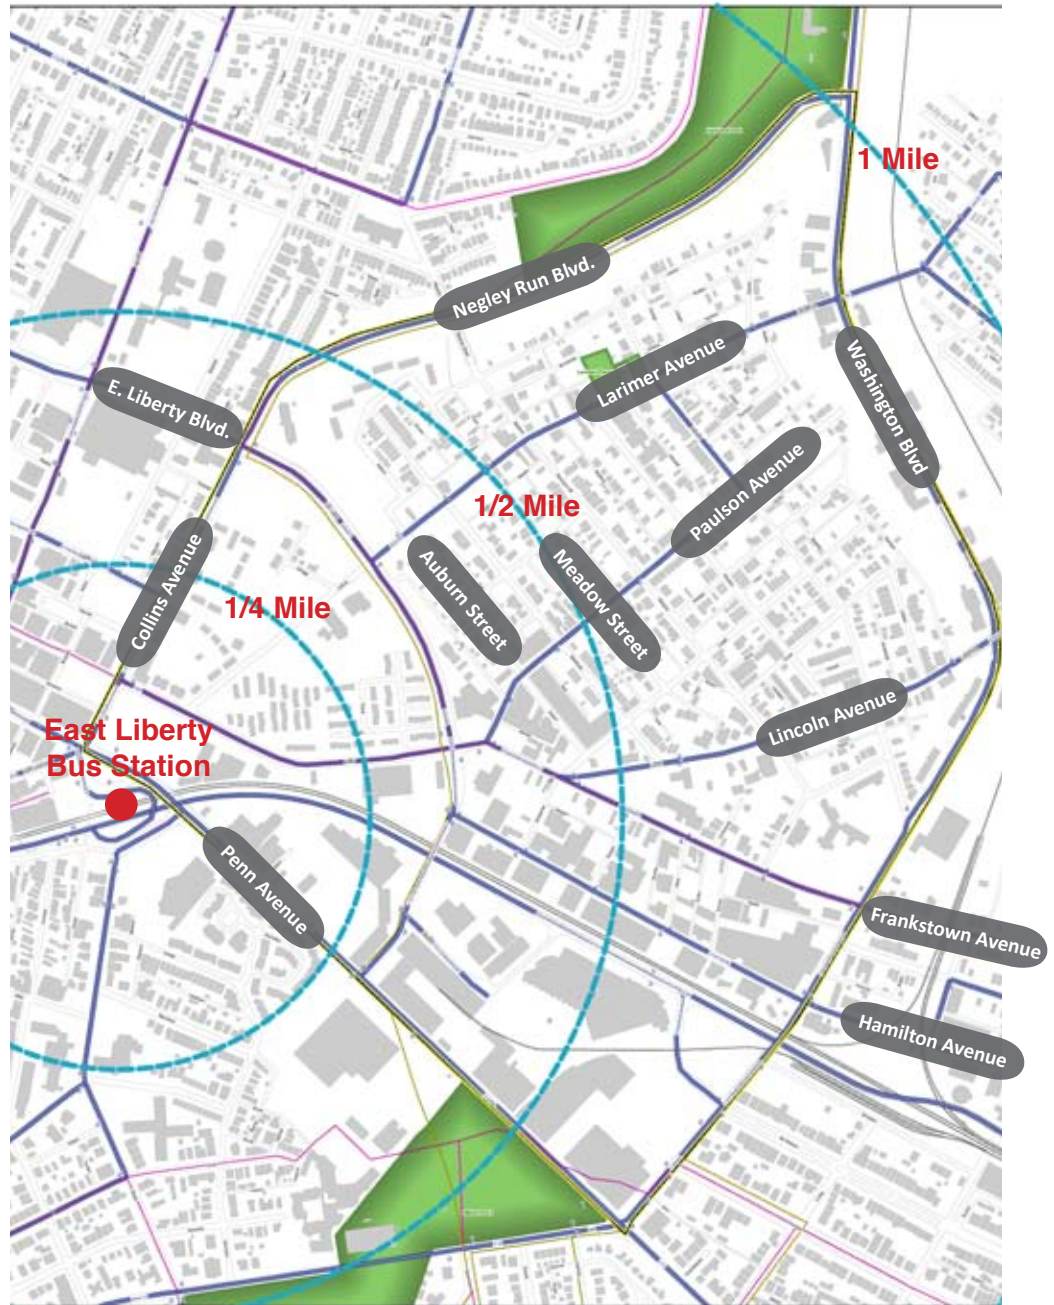 1 Mile
Negley Run Blvd.
Larimer Avenue
Washington Blvd
E. Liberty Blvd.
Paulson Avenue
1/2 Mile
Collins Avenue
Auburn Street
Meadow Street
1/4 Mile
Lincoln Avenue
East Liberty
Bus Station
Penn Avenue
Frankstown Avenue
Hamilton Avenue